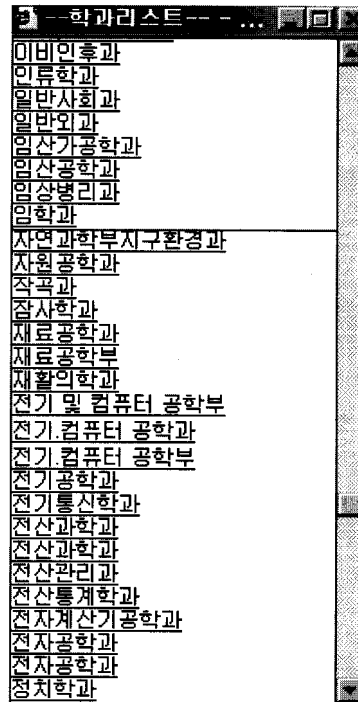 --학과리스트-- - ...
이비인후과
인류학과
일반사회과
일반외과
임산가공학과
임산공학과
임상병리과
임학과
자연과학부지구환경과
자원공학과
작곡과
잠사학과
재료공학과
재료공학부
재활의학과
전기 및 컴퓨터 공학부
전기.컴퓨터 공학과
전기.컴퓨터 공학부
전기공학과
전기통신학과
전산과학과
전산과학과
전산관리과
전산통계학과
전자계산기공학과
전자공학과
전자공학과
정치학과